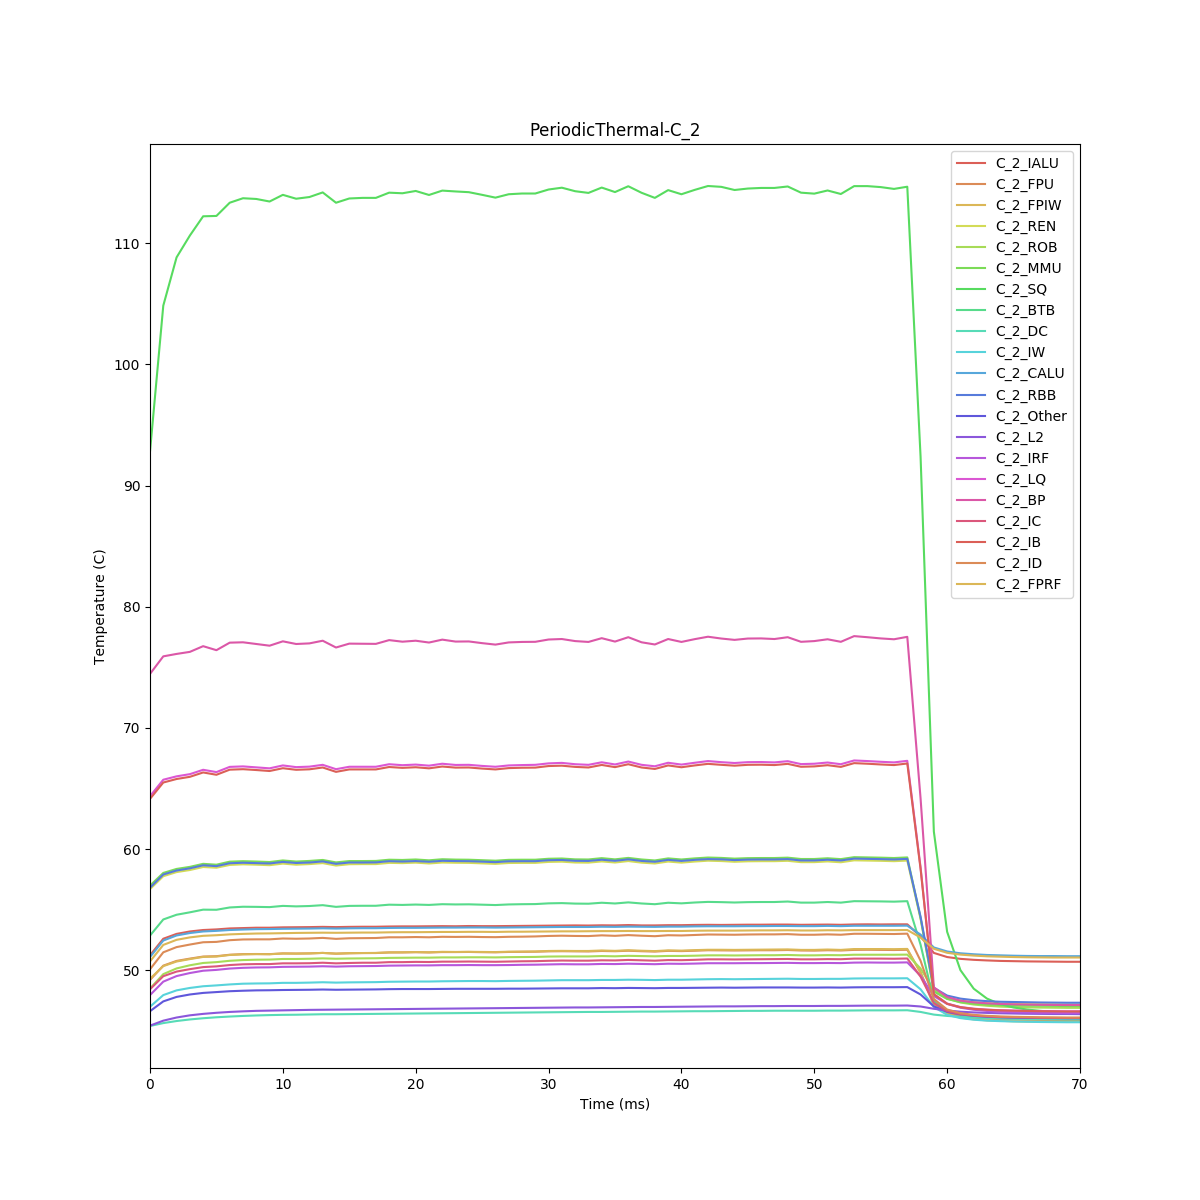 PeriodicThermal-C_2
C_2_IALU
C_2_FPU
C_2_FPIW
C_2_REN
C_2_ROB
C_2_MMU
C_2_SQ
C_2_BTB
C_2_DC
C_2_IW
C_2_CALU
C_2_RBB
C_2_Other
C_2_L2
C_2_IRF
C_2_LQ
C_2_BP
C_2_IC
C_2_IB
C_2_ID
C_2_FPRF
110
100
90
80
70
60
50
Temperature (C)
0 10 20 30 40 50 60 70
Time (ms)